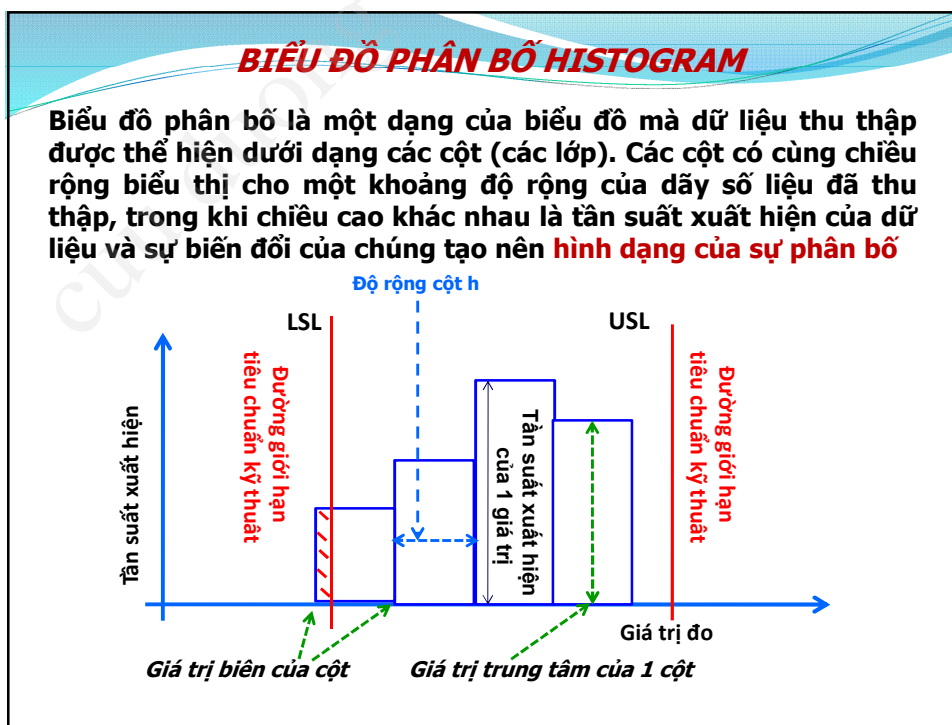 BIỂU ĐỒ PHÂN BỐ HISTOGRAM
Biểu đồ phân bố là một dạng của biểu đồ mà dữ liệu thu thập
được thể hiện dưới dạng các cột (các lớp). Các cột có cùng chiều
rộng biểu thị cho một khoảng độ rộng của dãy số liệu đã thu
thập, trong khi chiều cao khác nhau là tần suất xuất hiện của dữ
liệu và sự biến đổi của chúng tạo nên hình dạng của sự phân bố
Độ rộng cột h
LSL
USL
Tần suất xuất hiện
Đường giới hạn
tiêu chuẩn kỹ thuật
Tần suất xuất hiện
của 1 giá trị
Đường giới hạn
tiêu chuẩn kỹ thuật
Giá trị đo
Giá trị biên của cột
Giá trị trung tâm của 1 cột